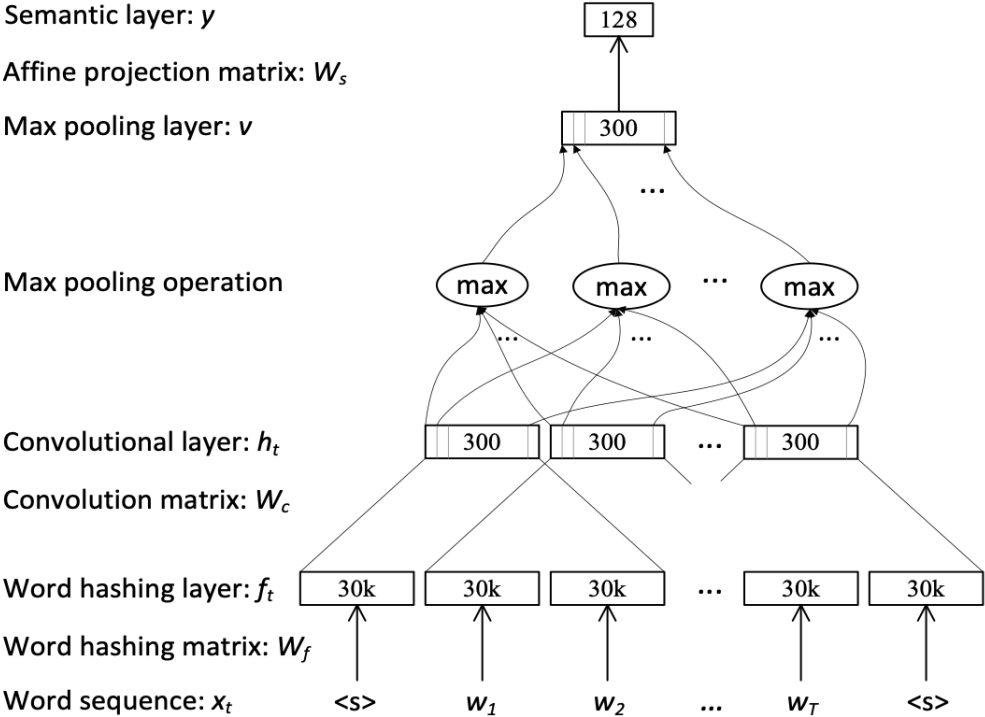 Semantic layer: y 128
Affine projection matrix: Ws
Max pooling layer: v 300
...
Max pooling operation max max ... max
... ... ...
Convolutional layer: ht 300 300 ... 300
Convolution matrix: Wc
Word hashing layer: ft 30k 30k 30k ... 30k 30k
Word hashing matrix: Wf
Word sequence: xt <s> w1 w2 ... wT <s>